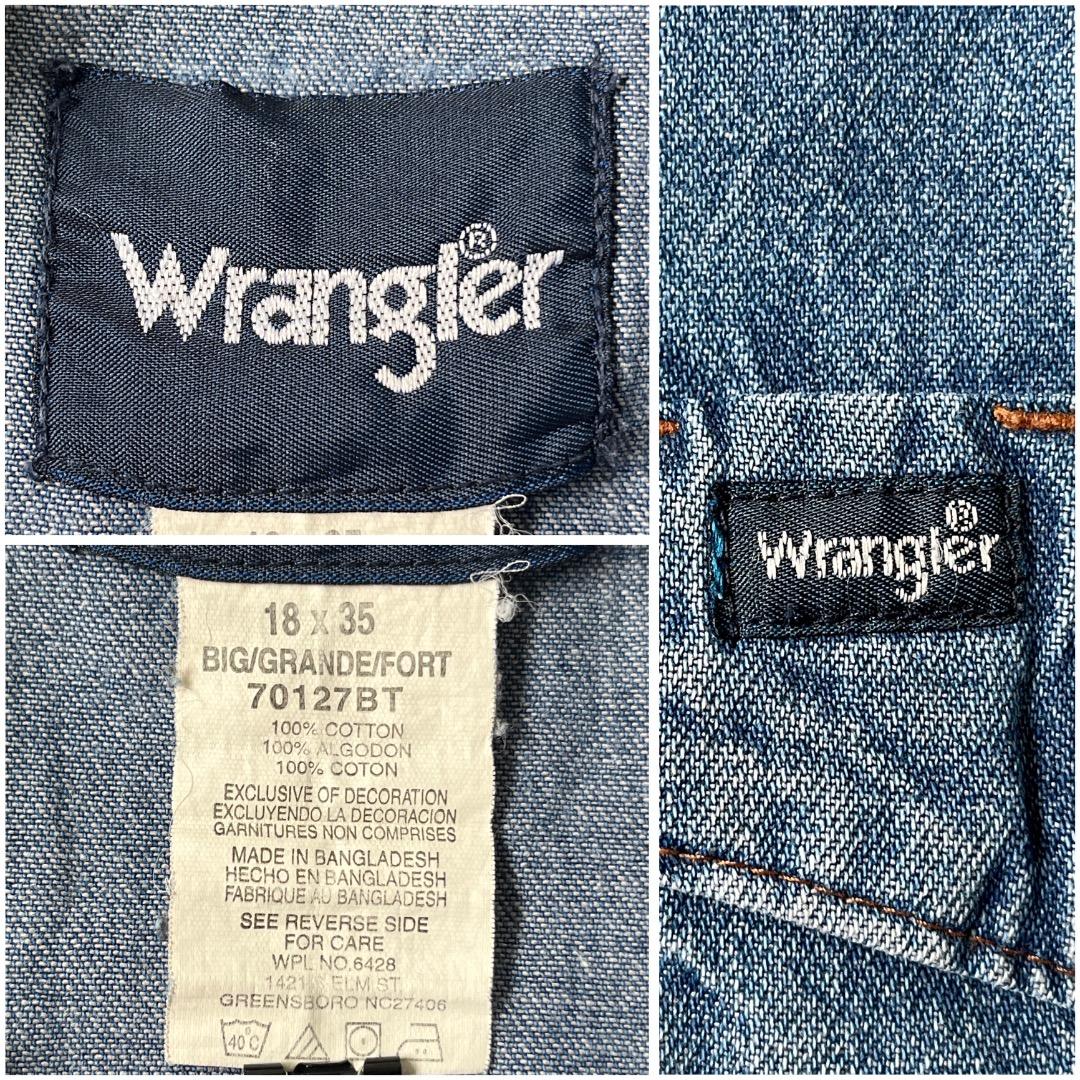 Wrangler®
18 x 35
BIG/GRANDE/FORT
70127BT
100% COTTON
100% ALGODON
100% COTON
EXCLUSIVE OF DECORATION
EXCLUYENDO LA DECORACION
GARNITURES NON COMPRISES
MADE IN BANGLADESH
HECHO EN BANGLADESH
FABRIQUE AU BANGLADESH
SEE REVERSE SIDE
FOR CARE
WPL NO.6428
1421 S ELM ST
GREENSBORO NC27406
40C
Wrangler®